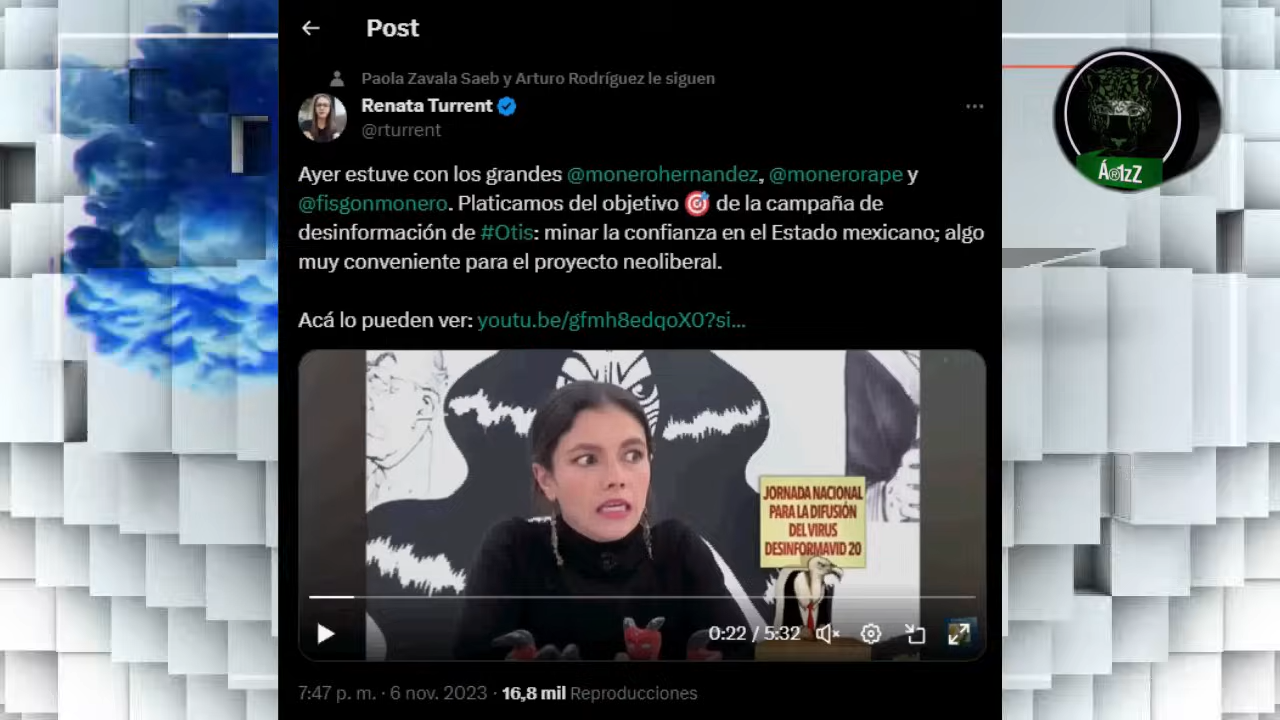 Post
Paola Zavala Saeb y Arturo Rodríguez le siguen
Renata Turrent
@rturrent
Ayer estuve con los grandes @monerohernandez, @monerorape y
@fisgonmonero. Platicamos del objetivo 🎯 de la campaña de
desinformación de #Otis: minar la confianza en el Estado mexicano; algo
muy conveniente para el proyecto neoliberal.
Acá lo pueden ver: youtu.be/gfmh8edqoX0?si...
JORNADA NACIONAL
PARA LA DIFUSIÓN
DEL VIRUS
DESINFORMAVID 20
0:22 / 5:32
7:47 p. m. · 6 nov. 2023 · 16,8 mil Reproducciones
Á®1zZ